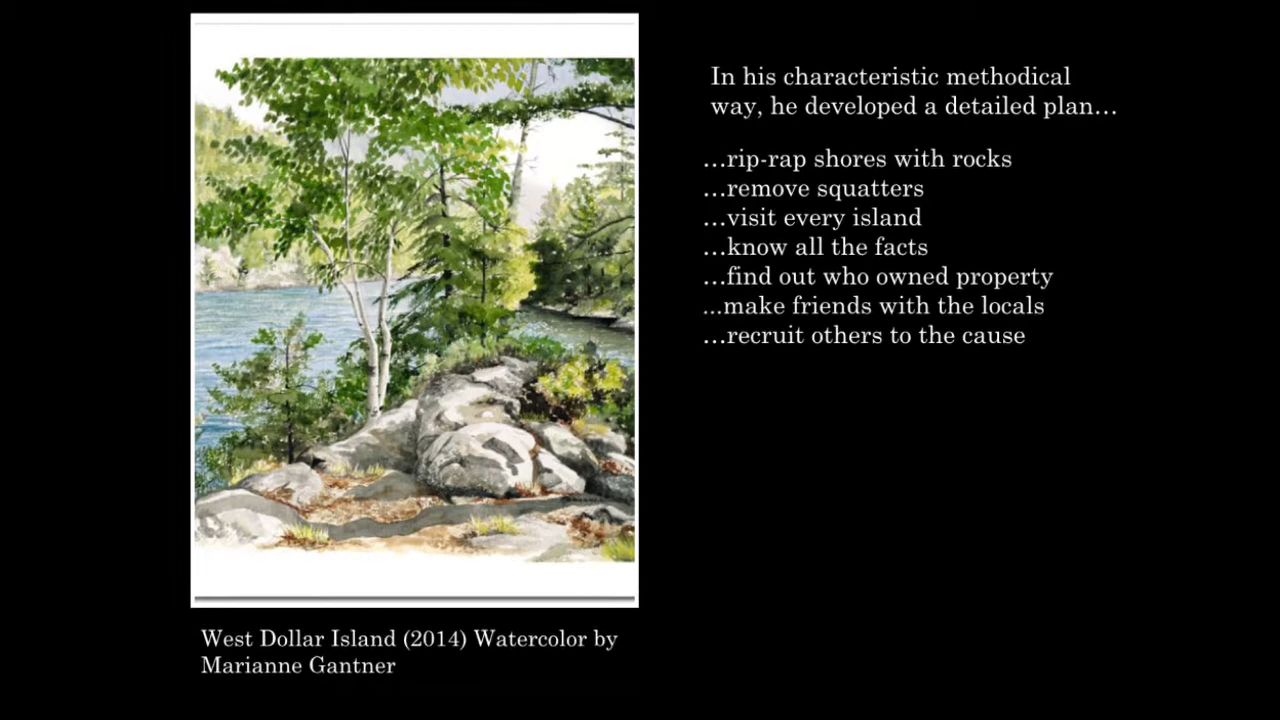 In his characteristic methodical
way, he developed a detailed plan…
…rip-rap shores with rocks
…remove squatters
…visit every island
…know all the facts
…find out who owned property
...make friends with the locals
…recruit others to the cause
West Dollar Island (2014) Watercolor by
Marianne Gantner